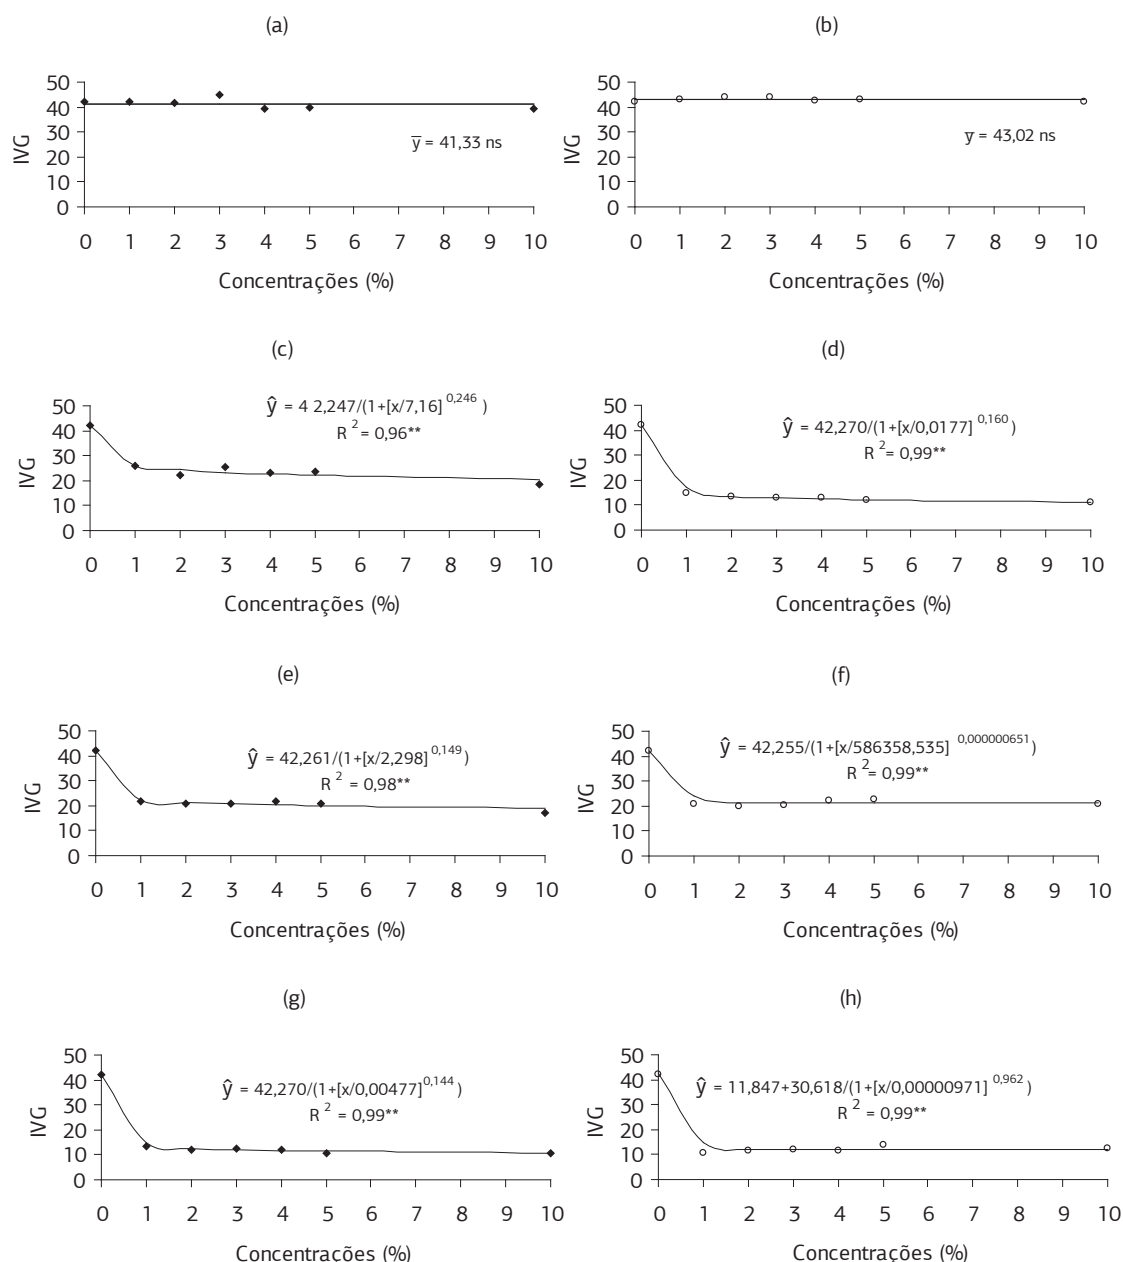 (a)
50
40
30
20
10
0
IVG
y̅ = 41,33 ns
0 1 2 3 4 5 6 7 8 9 10
Concentrações (%)
(b)
50
40
30
20
10
0
IVG
y̅ = 43,02 ns
0 1 2 3 4 5 6 7 8 9 10
Concentrações (%)
(c)
50
40
30
20
10
0
IVG
ŷ = 4 2,247/(1+[x/7,16]^0,246)
R² = 0,96**
0 1 2 3 4 5 6 7 8 9 10
Concentrações (%)
(d)
50
40
30
20
10
0
IVG
ŷ = 42,270/(1+[x/0,0177]^0,160)
R² = 0,99**
0 1 2 3 4 5 6 7 8 9 10
Concentrações (%)
(e)
50
40
30
20
10
0
IVG
ŷ = 42,261/(1+[x/2,298]^0,149)
R² = 0,98**
0 1 2 3 4 5 6 7 8 9 10
Concentrações (%)
(f)
50
40
30
20
10
0
IVG
ŷ = 42,255/(1+[x/586358,535]^0,000000651)
R² = 0,99**
0 1 2 3 4 5 6 7 8 9 10
Concentrações (%)
(g)
50
40
30
20
10
0
IVG
ŷ = 42,270/(1+[x/0,00477]^0,144)
R² = 0,99**
0 1 2 3 4 5 6 7 8 9 10
Concentrações (%)
(h)
50
40
30
20
10
0
IVG
ŷ = 11,847+30,618/(1+[x/0,00000971]^0,962)
R² = 0,99**
0 1 2 3 4 5 6 7 8 9 10
Concentrações (%)